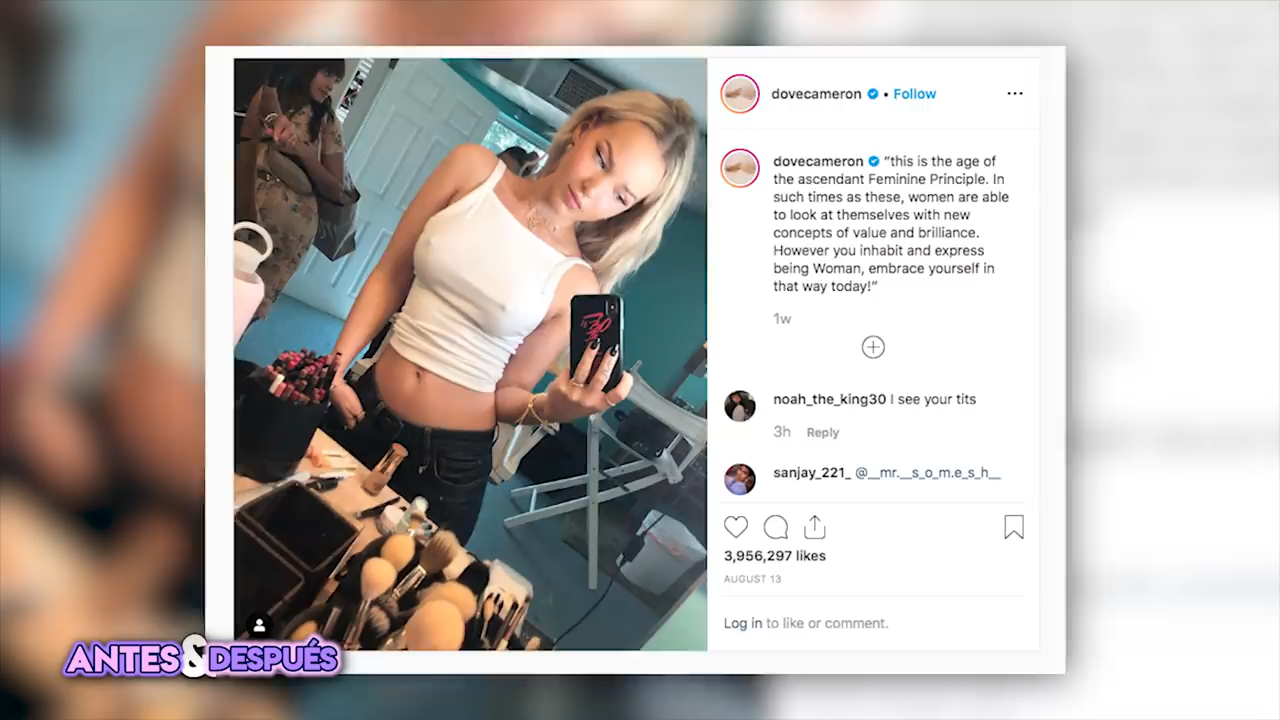 dovecameron • Follow
dovecameron “this is the age of
the ascendant Feminine Principle. In
such times as these, women are able
to look at themselves with new
concepts of value and brilliance.
However you inhabit and express
being Woman, embrace yourself in
that way today!”
1w
noah_the_king30 I see your tits
3h Reply
sanjay_221_ @__mr.__s_o_m_e_s_h__
3,956,297 likes
AUGUST 13
Log in to like or comment.
ANTES&DESPUÉS